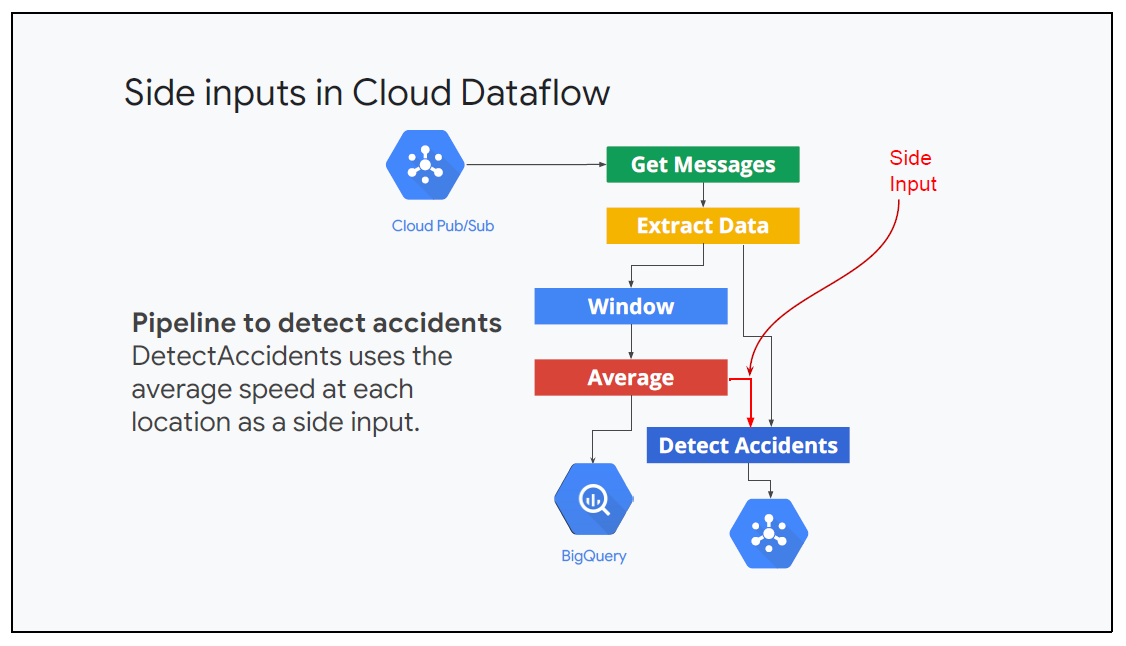 Side inputs in Cloud Dataflow
Get Messages
Side
Input
Cloud Pub/Sub
Extract Data
Window
Pipeline to detect accidents
DetectAccidents uses the
average speed at each
location as a side input.
Average
Detect Accidents
BigQuery